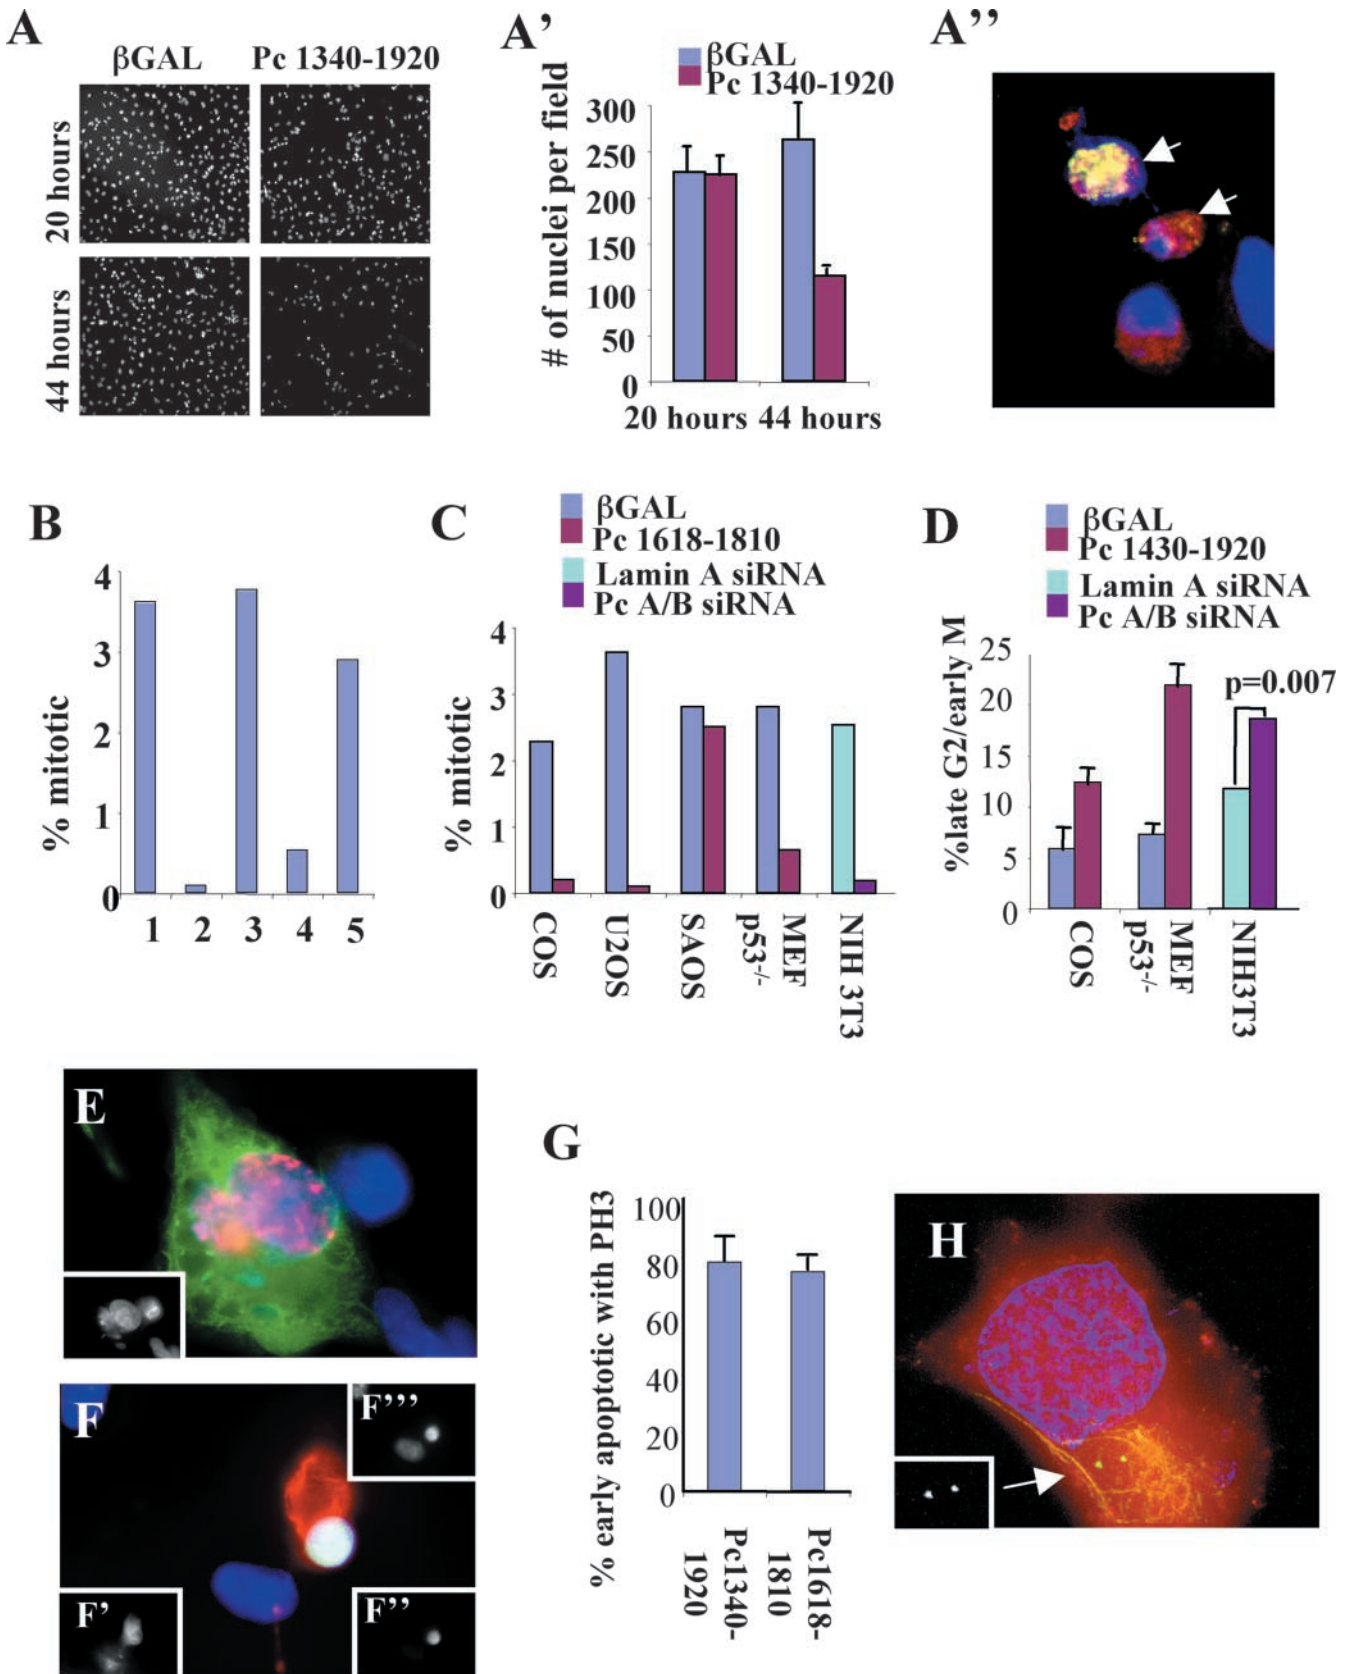 A
βGAL
Pc 1340-1920
20 hours
44 hours
A'
βGAL
Pc 1340-1920
# of nuclei per field
300
250
200
150
100
50
0
20 hours
44 hours
A''
B
% mitotic
4
3
2
1
0
1
2
3
4
5
C
βGAL
Pc 1618-1810
Lamin A siRNA
Pc A/B siRNA
% mitotic
4
3
2
1
0
COS
U2OS
SAOS
p53-/-
MEF
NIH 3T3
D
βGAL
Pc 1430-1920
Lamin A siRNA
Pc A/B siRNA
%late G2/early M
25
20
15
10
5
0
p=0.007
COS
p53-/-
MEF
NIH3T3
E
F
F'''
F'
F''
G
% early apoptotic with PH3
100
80
60
40
20
0
Pc1340-
1920
Pc1618-
1810
H